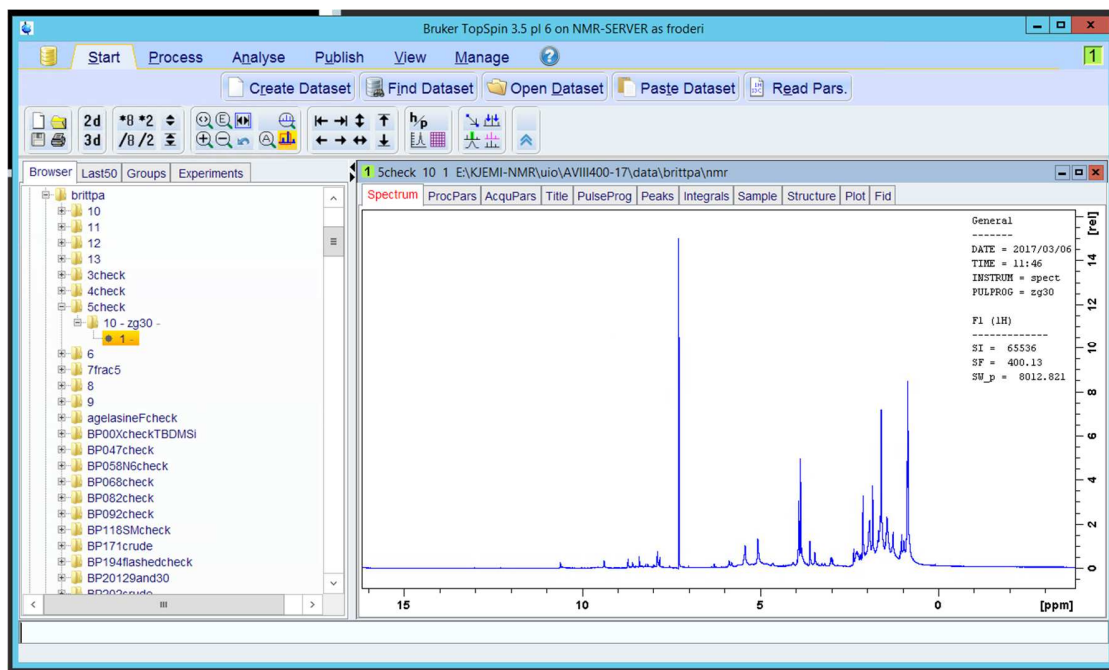 Bruker TopSpin 3.5 pl 6 on NMR-SERVER as froderi
Start Process Analyse Publish View Manage ? 1
Create Dataset Find Dataset Open Dataset Paste Dataset Read Pars.
2d *8 *2 E h/p
3d /8 /2 A
Browser Last50 Groups Experiments
brittpa
10
11
12
13
3check
4check
5check
10 - zg30 -
1 -
6
7frac5
8
9
agelasineFcheck
BP00XcheckTBDMSi
BP047check
BP058N6check
BP068check
BP082check
BP092check
BP118SMcheck
BP171crude
BP194flashedcheck
BP20129and30
BP202crude
1 5check 10 1 E:\KJEMI-NMR\uio\AVIII400-17\data\brittpa\nmr
Spectrum ProcPars AcquPars Title PulseProg Peaks Integrals Sample Structure Plot Fid
General
-------
DATE = 2017/03/06
TIME = 11:46
INSTRUM = spect
PULPROG = zg30
F1 (1H)
-------------
SI = 65536
SF = 400.13
SW_p = 8012.821
[rel]
14
12
10
8
6
4
2
0
15 10 5 0 [ppm]